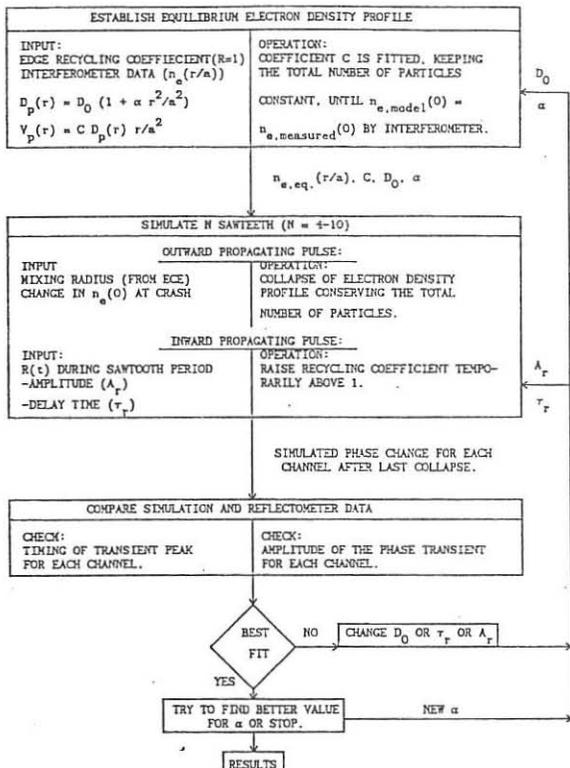 ESTABLISH EQUILIBRIUM ELECTRON DENSITY PROFILE
INPUT:
EDGE RECYCLING COEFFIECIENT(R=1)
INTERFEROMETER DATA (n_e(r/a))
D_p(r) = D_0 (1 + α r^2/a^2)
V_p(r) = C D_p(r) r/a^2
OPERATION:
COEFFICIENT C IS FITTED, KEEPING
THE TOTAL NUMBER OF PARTICLES
CONSTANT, UNTIL n_e,model(0) =
n_e,measured(0) BY INTERFEROMETER.
D_0
α
n_e,eq.(r/a), C, D_0, α
SIMULATE N SAWTEETH (N = 4-10)
OUTWARD PROPAGATING PULSE:
INPUT
MIXING RADIUS (FROM ECE)
CHANGE IN n_e(0) AT CRASH
OPERATION:
COLLAPSE OF ELECTRON DENSITY
PROFILE CONSERVING THE TOTAL
NUMBER OF PARTICLES.
INWARD PROPAGATING PULSE:
INPUT:
R(t) DURING SAWTOOTH PERIOD
-AMPLITUDE (A_r)
-DELAY TIME (τ_r)
OPERATION:
RAISE RECYCLING COEFFICIENT TEMPO-
RARILY ABOVE 1.
A_r
τ_r
SIMULATED PHASE CHANGE FOR EACH
CHANNEL AFTER LAST COLLAPSE.
COMPARE SIMULATION AND REFLECTOMETER DATA
CHECK:
TIMING OF TRANSIENT PEAK
FOR EACH CHANNEL.
CHECK:
AMPLITUDE OF THE PHASE TRANSIENT
FOR EACH CHANNEL.
BEST
FIT
NO
CHANGE D_0 OR τ_r OR A_r
YES
TRY TO FIND BETTER VALUE
FOR α OR STOP.
NEW α
RESULTS